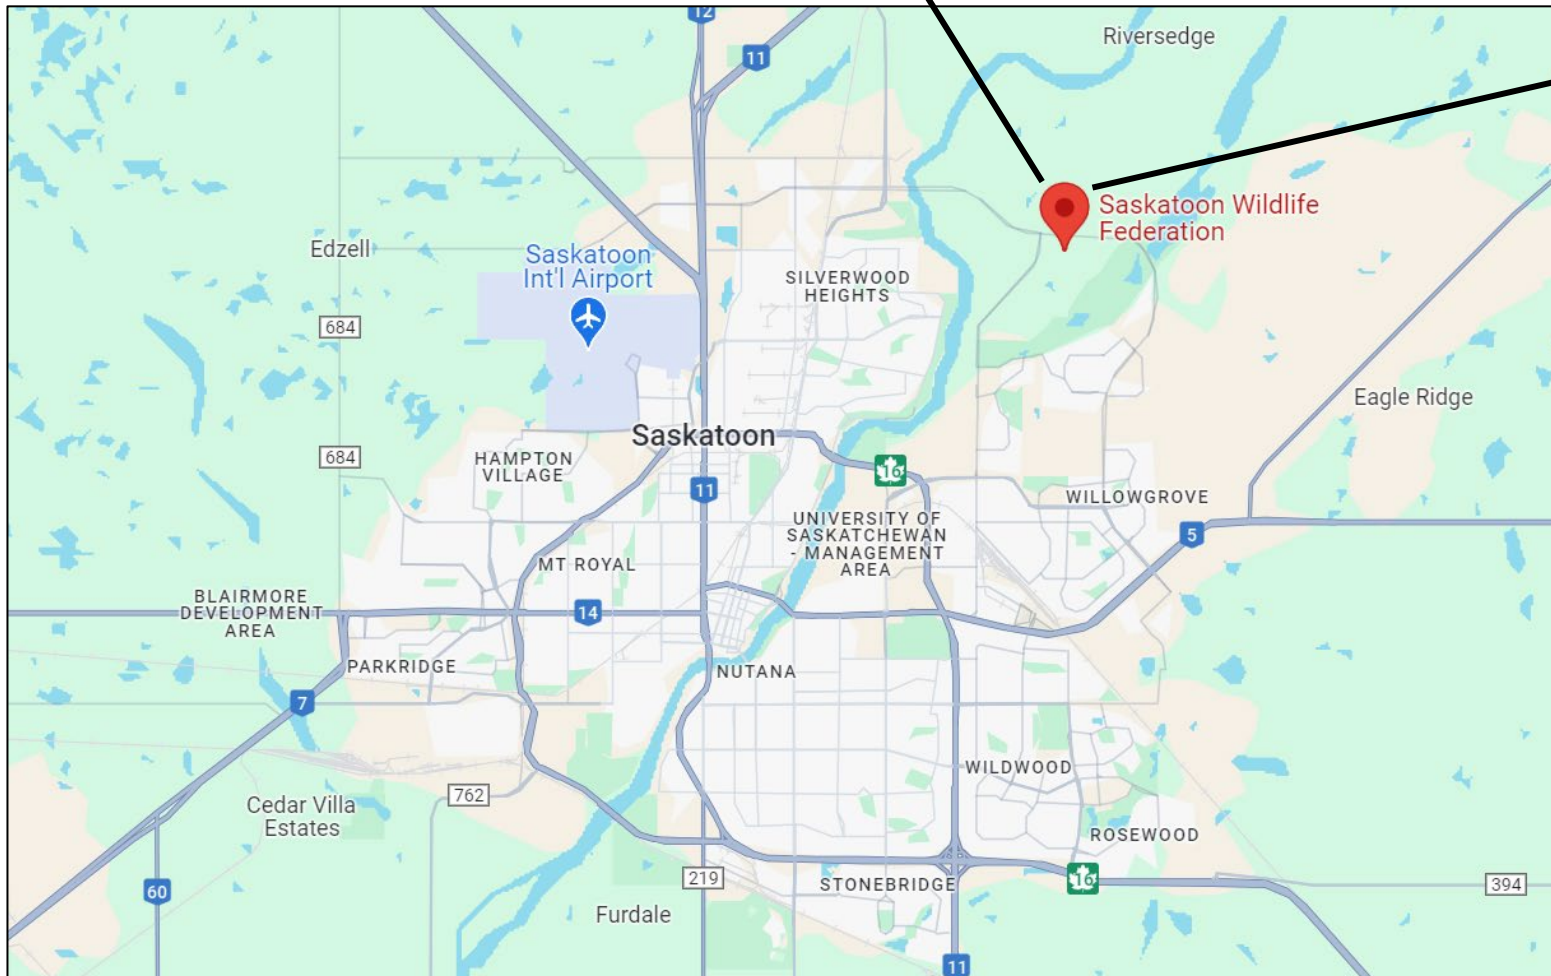 12
Riversedge
11
Saskatoon Wildlife
Federation
Edzell
Saskatoon
Int'l Airport
SILVERWOOD
HEIGHTS
684
Eagle Ridge
Saskatoon
684
HAMPTON
VILLAGE
16
11
WILLOWGROVE
UNIVERSITY OF
SASKATCHEWAN
- MANAGEMENT
AREA
5
MT ROYAL
BLAIRMORE
DEVELOPMENT
AREA
14
PARKRIDGE
NUTANA
7
WILDWOOD
762
Cedar Villa
Estates
ROSEWOOD
219
STONEBRIDGE
16
394
60
Furdale
11